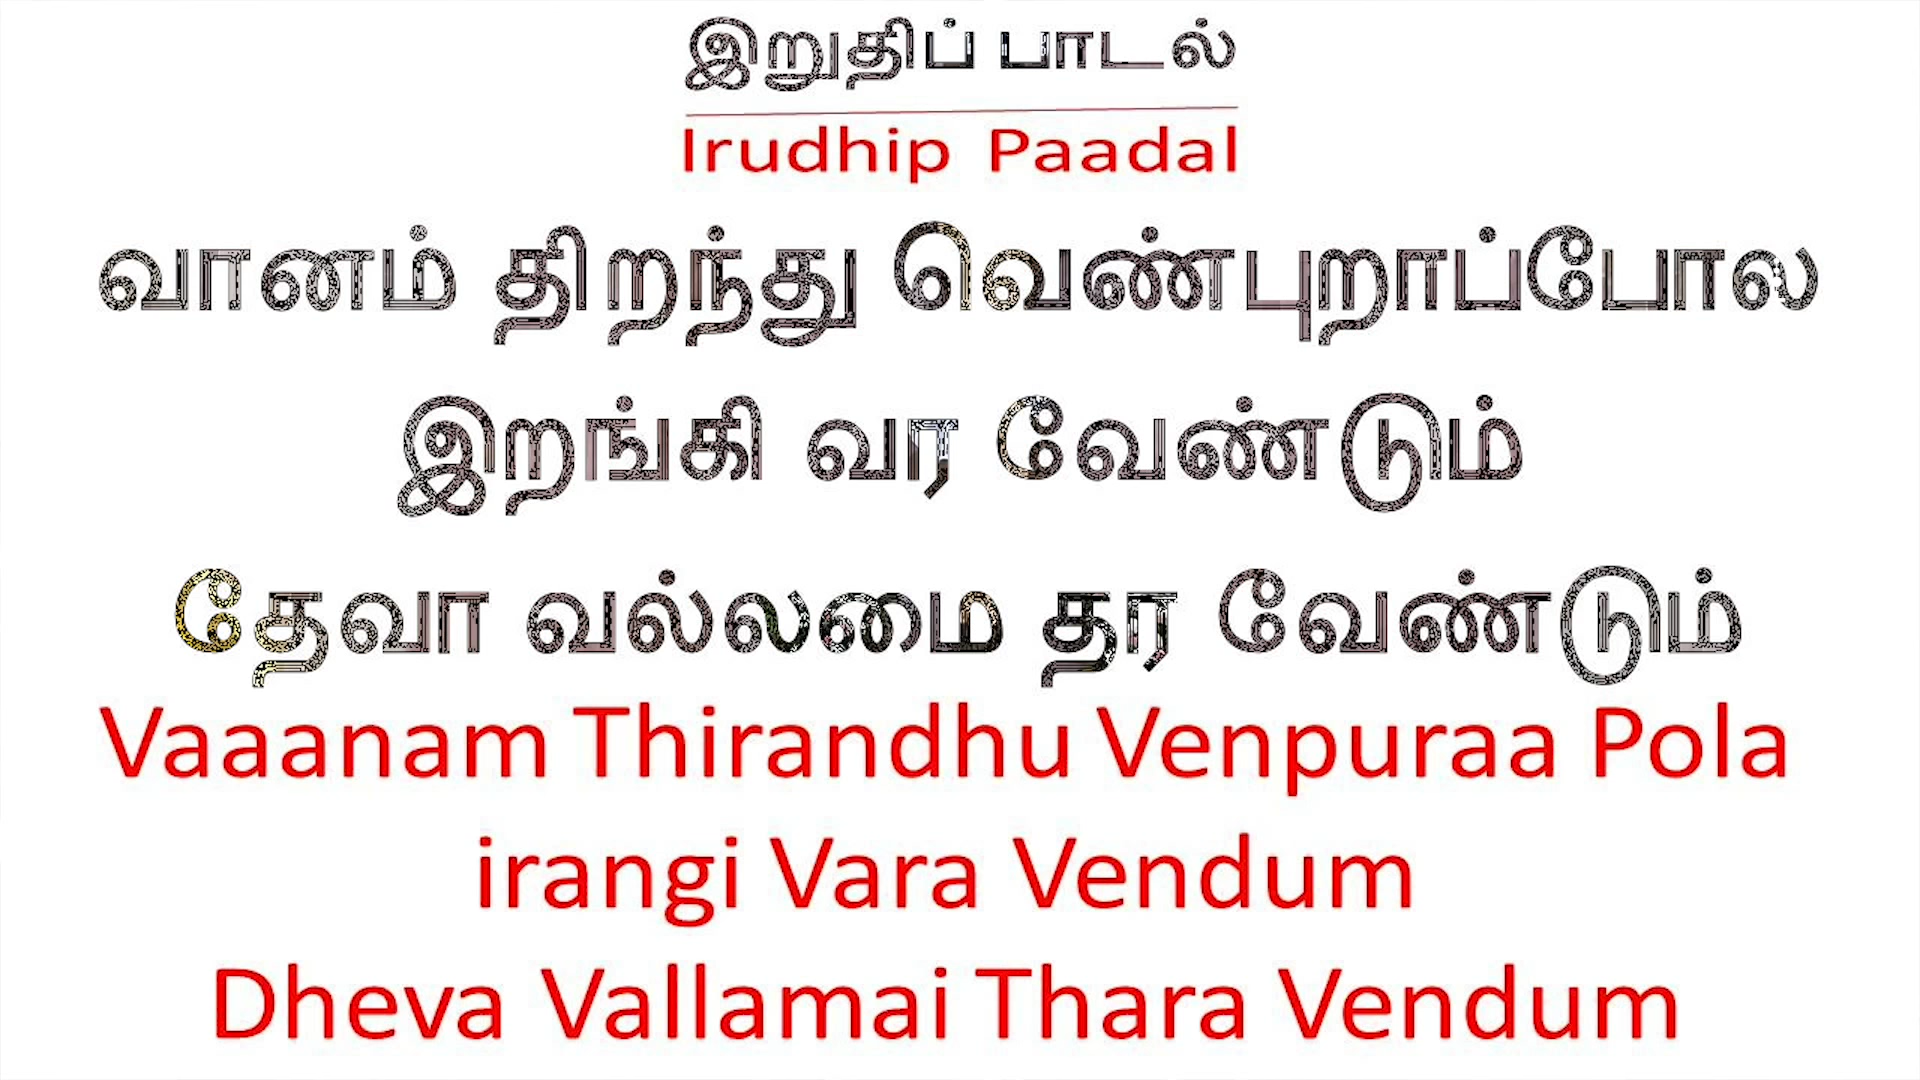 இறுதிப் பாடல்
Irudhip Paadal
வானம் திறந்து வெண்புறாப்போல
இறங்கி வர வேண்டும்
தேவா வல்லமை தர வேண்டும்
Vaaanam Thirandhu Venpuraa Pola
irangi Vara Vendum
Dheva Vallamai Thara Vendum